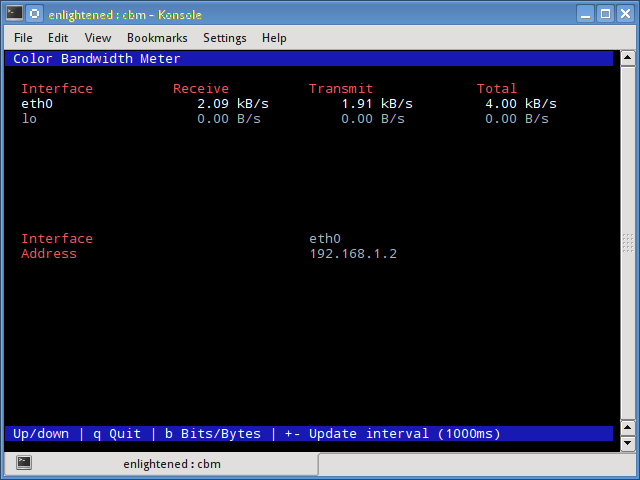 enlightened : cbm - Konsole
File Edit View Bookmarks Settings Help
Color Bandwidth Meter
Interface Receive Transmit Total
eth0 2.09 kB/s 1.91 kB/s 4.00 kB/s
lo 0.00 B/s 0.00 B/s 0.00 B/s
Interface eth0
Address 192.168.1.2
Up/down | q Quit | b Bits/Bytes | +- Update interval (1000ms)
enlightened : cbm